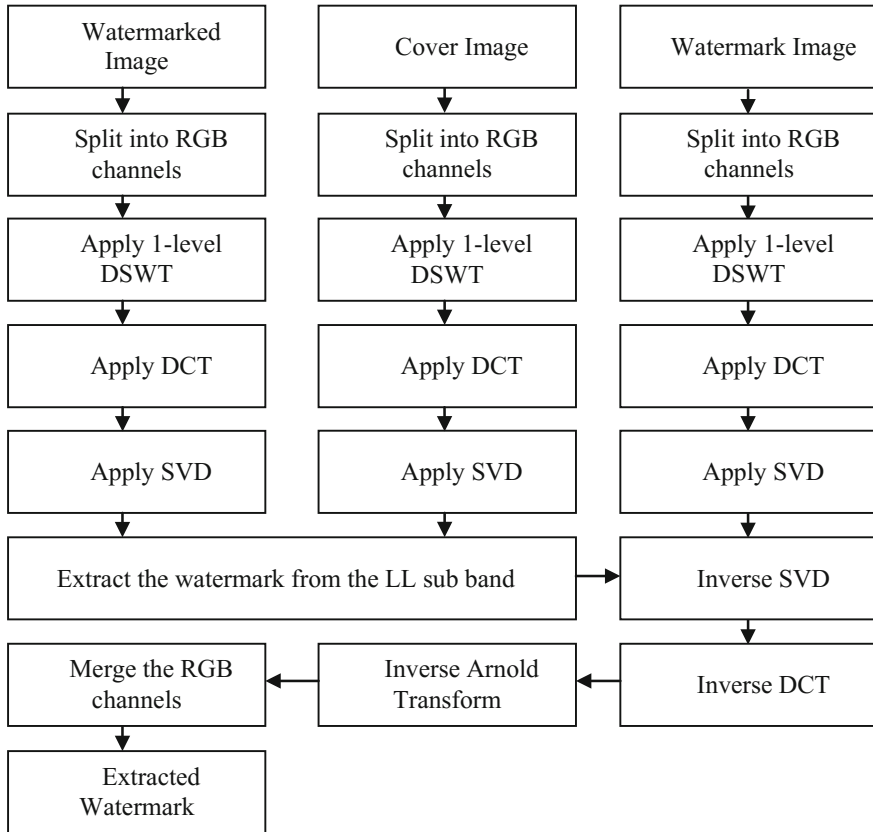 Watermarked
Image
Cover Image
Watermark Image
Split into RGB
channels
Split into RGB
channels
Split into RGB
channels
Apply 1-level
DSWT
Apply 1-level
DSWT
Apply 1-level
DSWT
Apply DCT
Apply DCT
Apply DCT
Apply SVD
Apply SVD
Apply SVD
Extract the watermark from the LL sub band
Inverse SVD
Merge the RGB
channels
Inverse Arnold
Transform
Inverse DCT
Extracted
Watermark